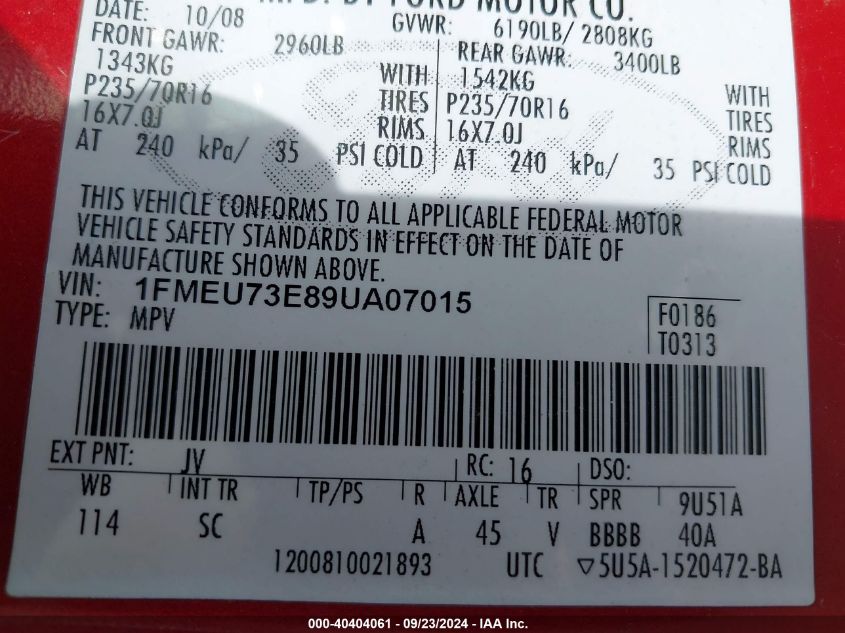 MFD. BY FORD MOTOR CO.
DATE: 10/08 GVWR: 6190LB/ 2808KG
FRONT GAWR: 2960LB REAR GAWR: 3400LB
1343KG WITH 1542KG WITH
P235/70R16 TIRES P235/70R16 TIRES
16X7.0J RIMS 16X7.0J RIMS
AT 240 kPa/ 35 PSI COLD AT 240 kPa/ 35 PSI COLD
THIS VEHICLE CONFORMS TO ALL APPLICABLE FEDERAL MOTOR
VEHICLE SAFETY STANDARDS IN EFFECT ON THE DATE OF
MANUFACTURE SHOWN ABOVE.
VIN: 1FMEU73E89UA07015
TYPE: MPV
F0186
T0313
EXT PNT: JV RC: 16 DSO:
WB INT TR TP/PS R AXLE TR SPR 9U51A
114 SC A 45 V BBBB 40A
1200810021893 UTC ▽5U5A-1520472-BA
000-40404061 - 09/23/2024 - IAA Inc.